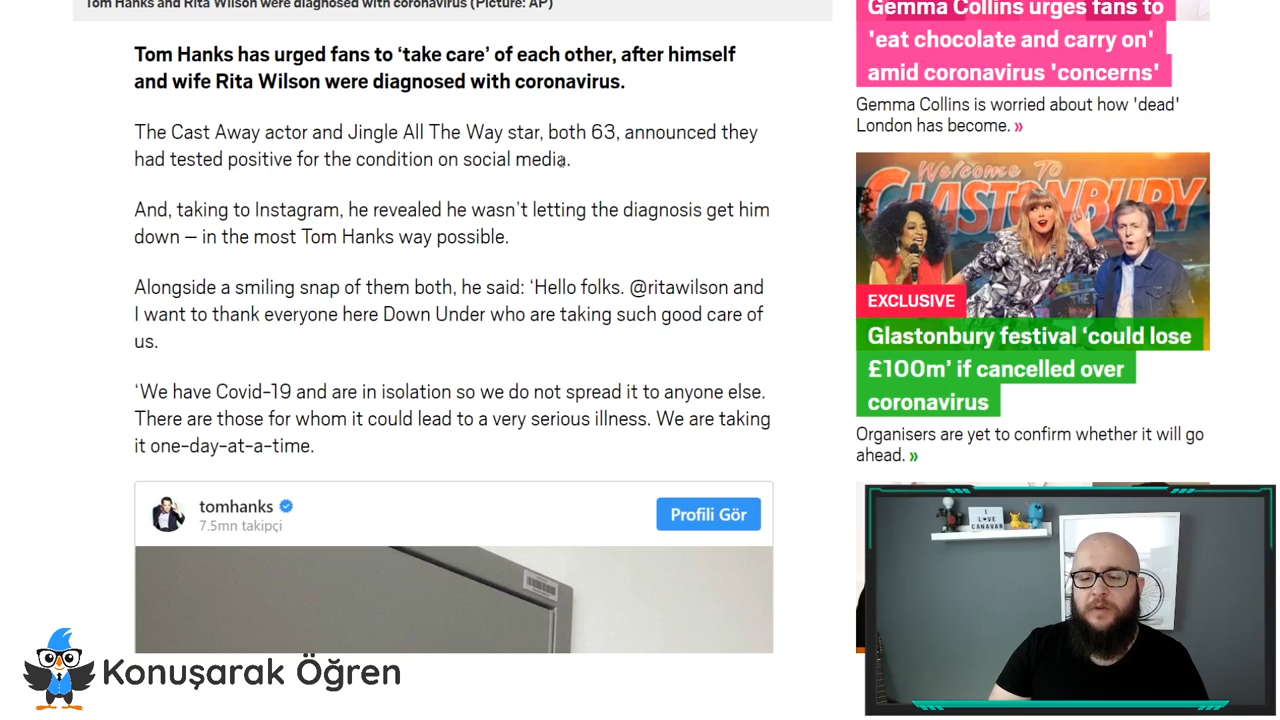 Tom Hanks and Rita Wilson were diagnosed with coronavirus (Picture: AP)
Tom Hanks has urged fans to ‘take care’ of each other, after himself
and wife Rita Wilson were diagnosed with coronavirus.
The Cast Away actor and Jingle All The Way star, both 63, announced they
had tested positive for the condition on social media.
And, taking to Instagram, he revealed he wasn’t letting the diagnosis get him
down – in the most Tom Hanks way possible.
Alongside a smiling snap of them both, he said: ‘Hello folks. @ritawilson and
I want to thank everyone here Down Under who are taking such good care of
us.
‘We have Covid-19 and are in isolation so we do not spread it to anyone else.
There are those for whom it could lead to a very serious illness. We are taking
it one-day-at-a-time.
tomhanks
7.5mn takipçi
Profili Gör
Gemma Collins urges fans to
'eat chocolate and carry on'
amid coronavirus 'concerns'
Gemma Collins is worried about how 'dead'
London has become. »
Welcome To
GLASTONBURY
EXCLUSIVE
Glastonbury festival ‘could lose
£100m’ if cancelled over
coronavirus
Organisers are yet to confirm whether it will go
ahead. »
I
L♥VE
CANAVAR
Konuşarak Öğren